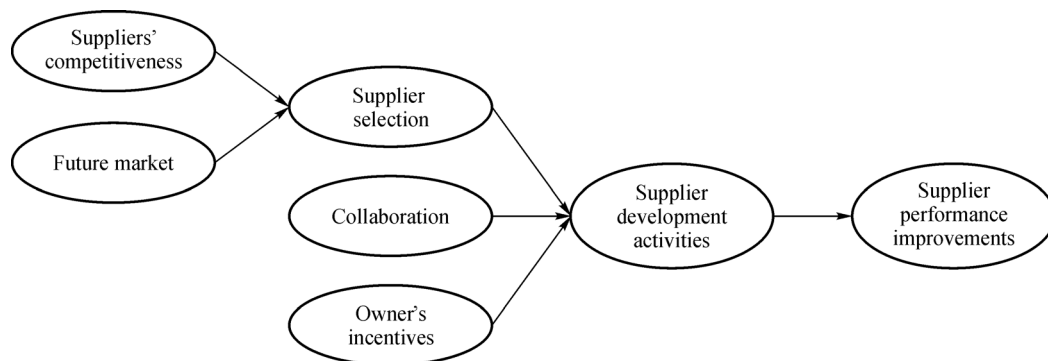 Suppliers'
competitiveness
Future market
Supplier
selection
Collaboration
Owner's
incentives
Supplier
development
activities
Supplier
performance
improvements